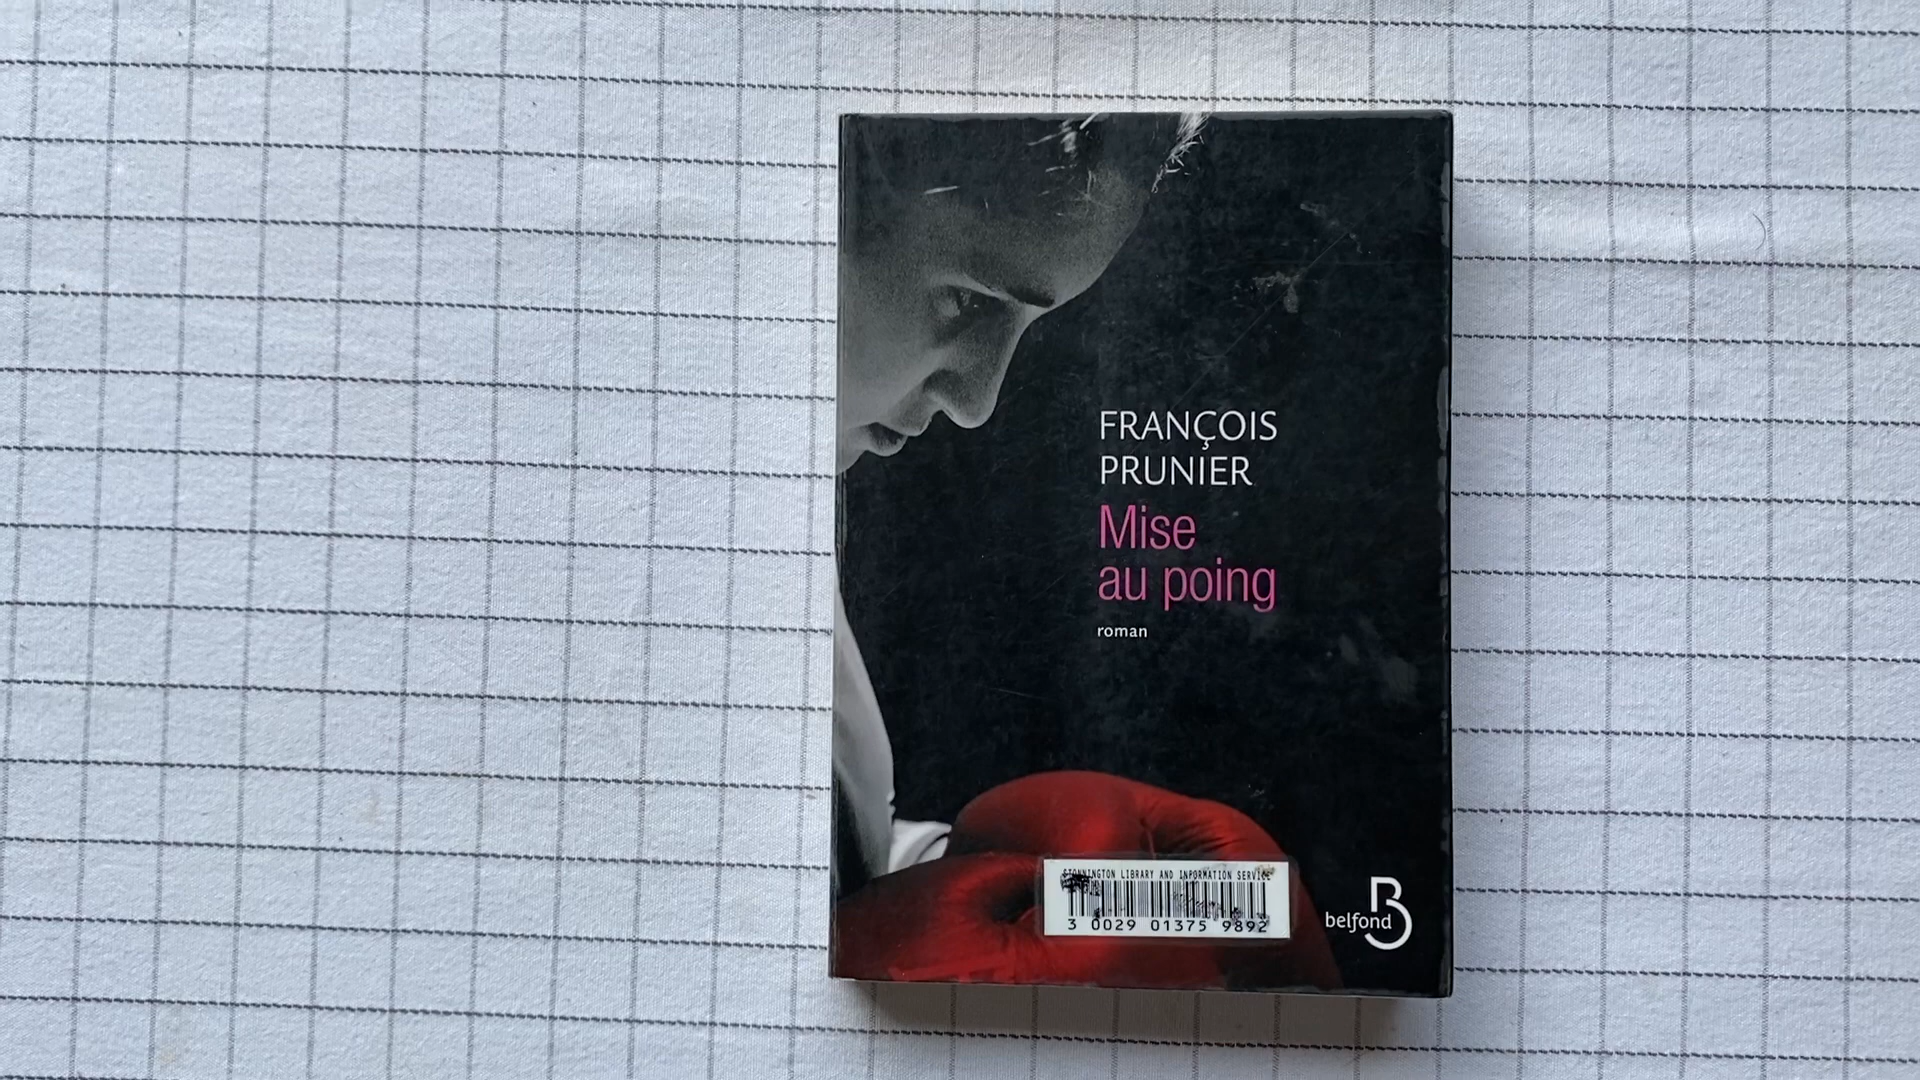 FRANÇOIS
PRUNIER
Mise
au poing
roman
STONNINGTON LIBRARY AND INFORMATION SERVICE
3 0029 01375 9892
belfond